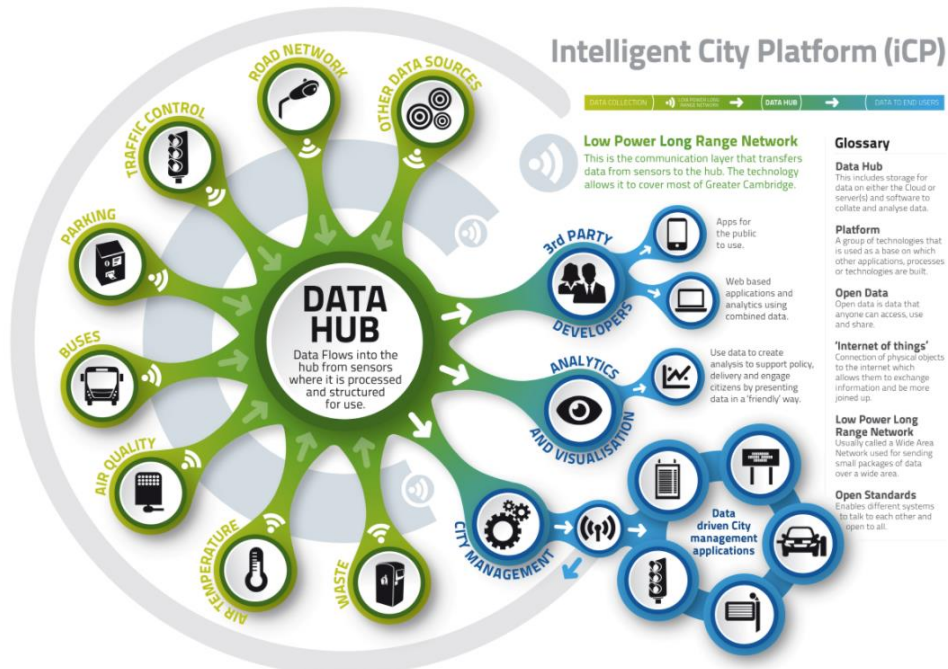 Intelligent City Platform (iCP)
DATA COLLECTION
LOW POWER LOSS
RANGE NETWORK
DATA HUB
DATA TO END USERS
Low Power Long Range Network
This is the communication layer that transfers
data from sensors to the hub. The technology
allows it to cover most of Greater Cambridge.
Glossary
Data Hub
This includes storage for
data on either the Cloud or
server(s) and software to
collate and analyse data.
Platform
A group of technologies that
is used as a base on which
other applications, processes
or technologies are built.
Open Data
Open data is data that
anyone can access, use
and share.
'Internet of things'
Connection of physical objects
to the internet which
allows them to exchange
information and be more
joined up.
Low Power Long
Range Network
Usually called a Wide Area
Network used for sending
small packages of data
over a wide area.
Open Standards
Enables different systems
to talk to each other and
open to all.
OTHER DATA SOURCES
ROAD NETWORK
TRAFFIC CONTROL
PARKING
BUSES
AIR QUALITY
AIR TEMPERATURE
WASTE
DATA
HUB
Data Flows into the
hub from sensors
where it is processed
and structured
for use.
3rd PARTY
DEVELOPERS
Apps for
the public
to use.
Web based
applications and
analytics using
combined data.
ANALYTICS
AND VISUALISATION
Use data to create
analysis to support policy,
delivery and engage
citizens by presenting
data in a 'friendly' way.
CITY MANAGEMENT
Data
driven City
management
applications